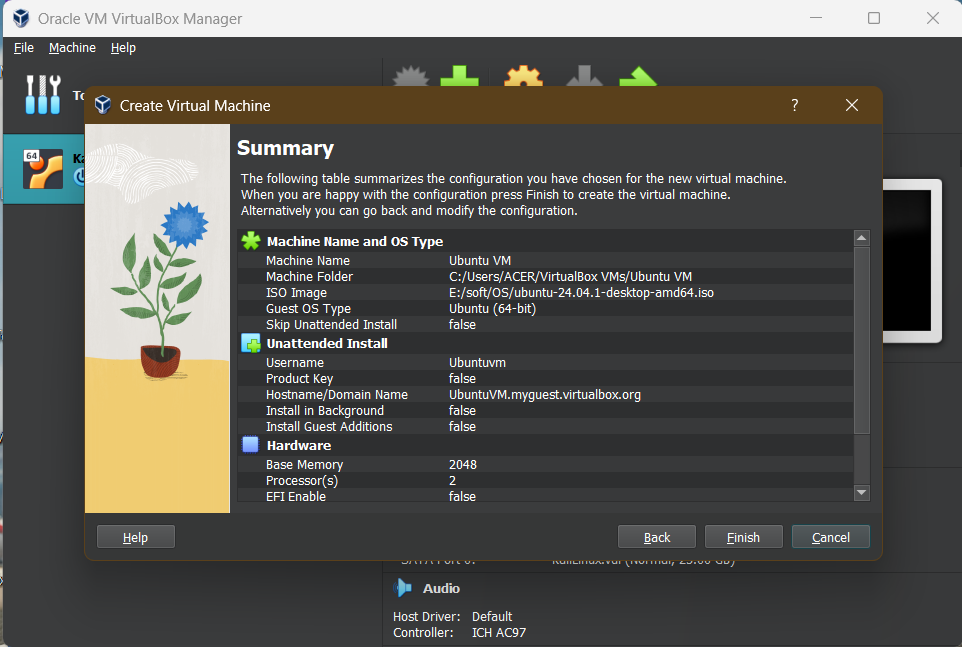 Oracle VM VirtualBox Manager
File Machine Help
To
64
Ka
Create Virtual Machine
?
Summary
The following table summarizes the configuration you have chosen for the new virtual machine.
When you are happy with the configuration press Finish to create the virtual machine.
Alternatively you can go back and modify the configuration.
Machine Name and OS Type
Machine Name Ubuntu VM
Machine Folder C:/Users/ACER/VirtualBox VMs/Ubuntu VM
ISO Image E:/soft/OS/ubuntu-24.04.1-desktop-amd64.iso
Guest OS Type Ubuntu (64-bit)
Skip Unattended Install false
Unattended Install
Username Ubuntuvm
Product Key false
Hostname/Domain Name UbuntuVM.myguest.virtualbox.org
Install in Background false
Install Guest Additions false
Hardware
Base Memory 2048
Processor(s) 2
EFI Enable false
Help Back Finish Cancel
SATA Port 0: KaliLinux.vdi (Normal, 25.00 GB)
Audio
Host Driver: Default
Controller: ICH AC97